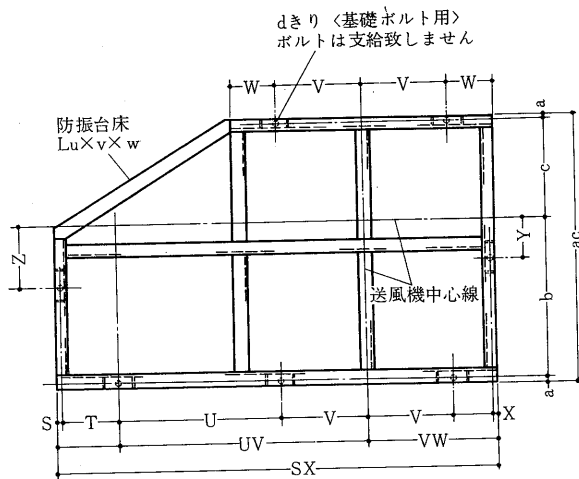 dきり〈基礎ボルト用〉
ボルトは支給致しません
W V V W
防振台床
Lu×v×w
a
c
ac
Z
Y
送風機中心線
b
a
S T U V V X
UV VW
SX